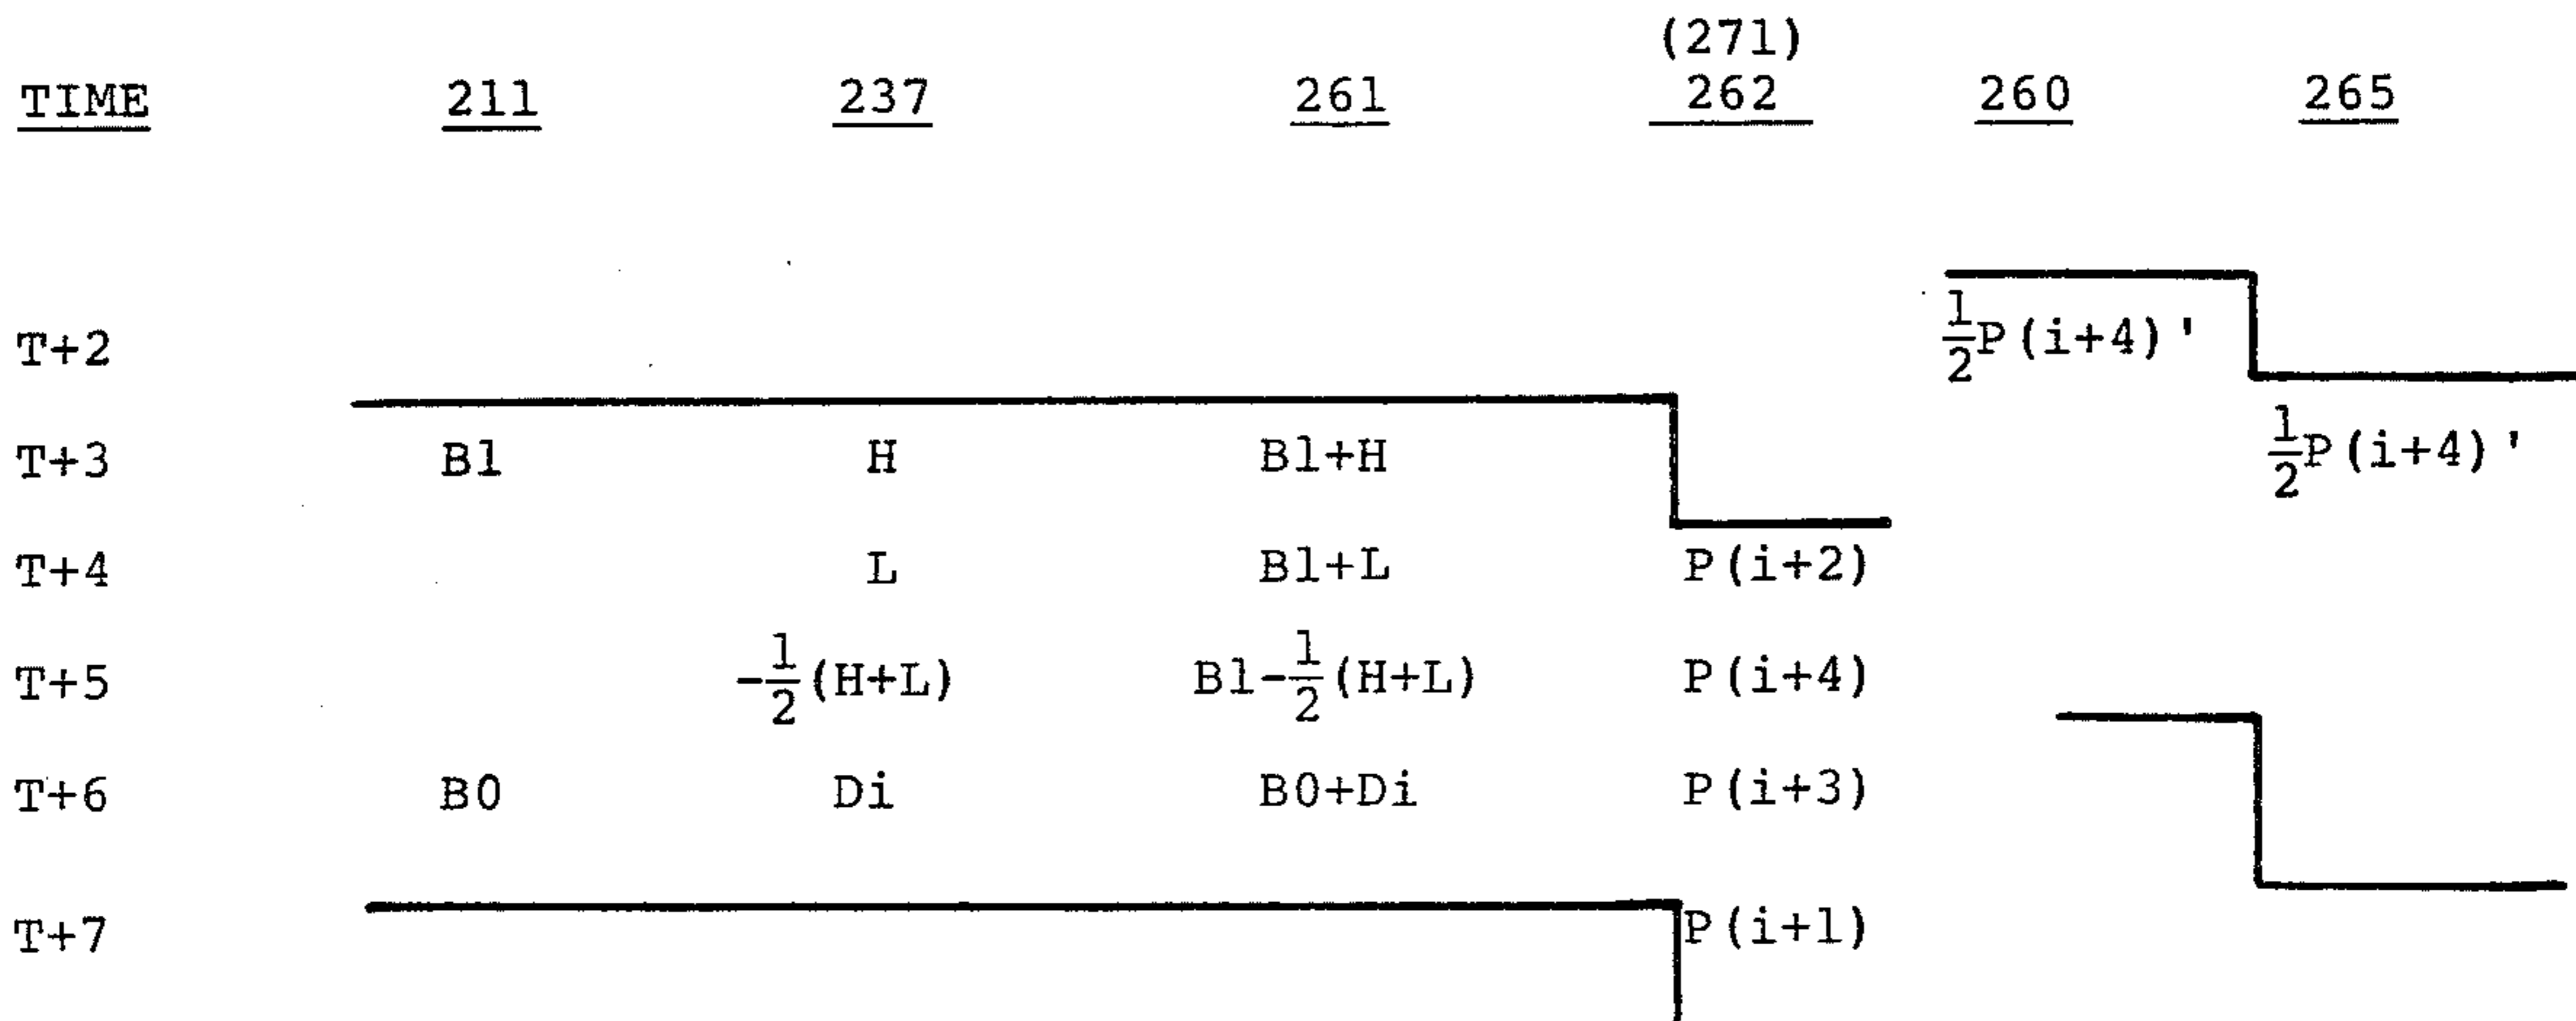 (271)
TIME 211 237 261 262 260 265
T+2 ½P(i+4)'
T+3 B1 H B1+H ½P(i+4)'
T+4 L B1+L P(i+2)
T+5 -½(H+L) B1-½(H+L) P(i+4)
T+6 B0 Di B0+Di P(i+3)
T+7 P(i+1)